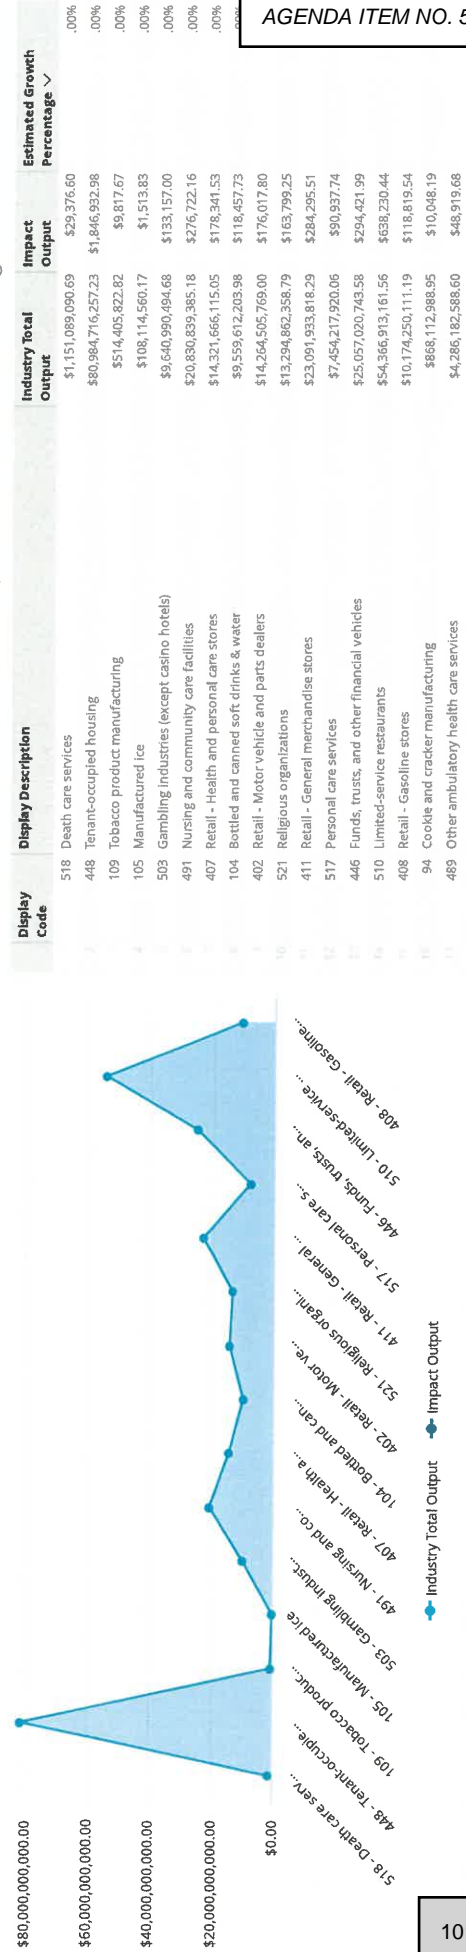 AGENDA ITEM NO. 5
Display Code Display Description Industry Total Output Impact Output Estimated Growth Percentage
518 Death care services $1,151,089,090.69 $29,376.60 .00%
448 Tenant-occupied housing $80,984,716,257.23 $1,846,932.98 .00%
109 Tobacco product manufacturing $514,405,822.82 $9,817.67 .00%
105 Manufactured ice $108,114,560.17 $1,513.83 .00%
503 Gambling industries (except casino hotels) $9,640,990,494.68 $133,157.00 .00%
491 Nursing and community care facilities $20,830,839,385.18 $276,722.16 .00%
407 Retail - Health and personal care stores $14,321,666,115.05 $178,341.53 .00%
104 Bottled and canned soft drinks & water $9,559,612,203.98 $118,457.73
402 Retail - Motor vehicle and parts dealers $14,264,505,769.00 $176,017.80
521 Religious organizations $13,294,862,358.79 $163,799.25
411 Retail - General merchandise stores $23,091,933,818.29 $284,295.51
517 Personal care services $7,454,217,920.06 $90,937.74
446 Funds, trusts, and other financial vehicles $25,057,020,743.58 $294,421.99
510 Limited-service restaurants $54,366,913,161.56 $638,230.44
408 Retail - Gasoline stores $10,174,250,111.19 $118,819.54
94 Cookie and cracker manufacturing $868,112,988.95 $10,048.19
489 Other ambulatory health care services $4,286,182,588.60 $48,919.68
$80,000,000,000.00
$60,000,000,000.00
$40,000,000,000.00
$20,000,000,000.00
$0.00
518 - Death care serv...
448 - Tenant-occupie...
109 - Tobacco produc...
105 - Manufactured ice
503 - Gambling indust...
491 - Nursing and co...
407 - Retail - Health a...
104 - Bottled and can...
402 - Retail - Motor ve...
521 - Religious organi...
411 - Retail - General ...
517 - Personal care s...
446 - Funds, trusts, an...
510 - Limited-service ...
408 - Retail - Gasoline...
Industry Total Output Impact Output
10